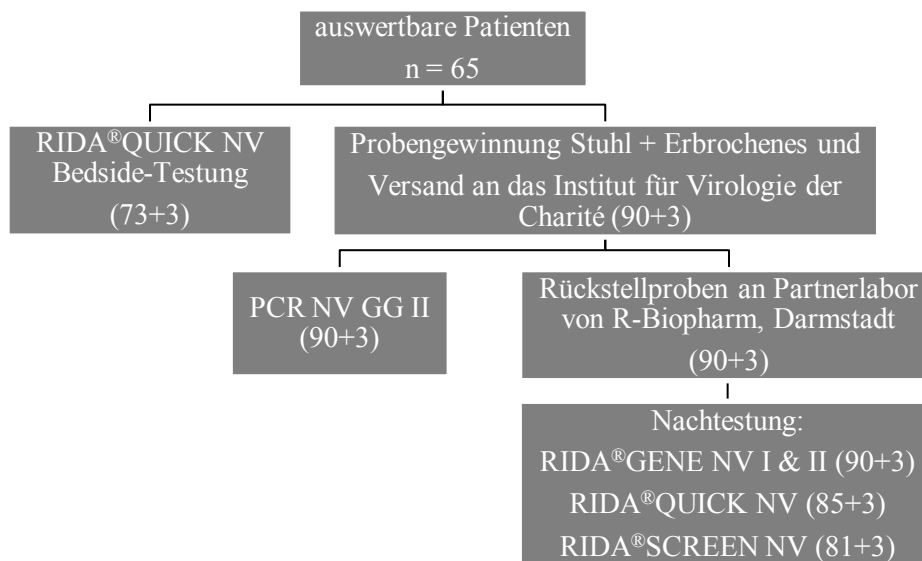 auswertbare Patienten
n = 65
RIDA®QUICK NV
Bedside-Testung
(73+3)
Probengewinnung Stuhl + Erbrochenes und
Versand an das Institut für Virologie der
Charité (90+3)
PCR NV GG II
(90+3)
Rückstellproben an Partnerlabor
von R-Biopharm, Darmstadt
(90+3)
Nachtestung:
RIDA®GENE NV I & II (90+3)
RIDA®QUICK NV (85+3)
RIDA®SCREEN NV (81+3)